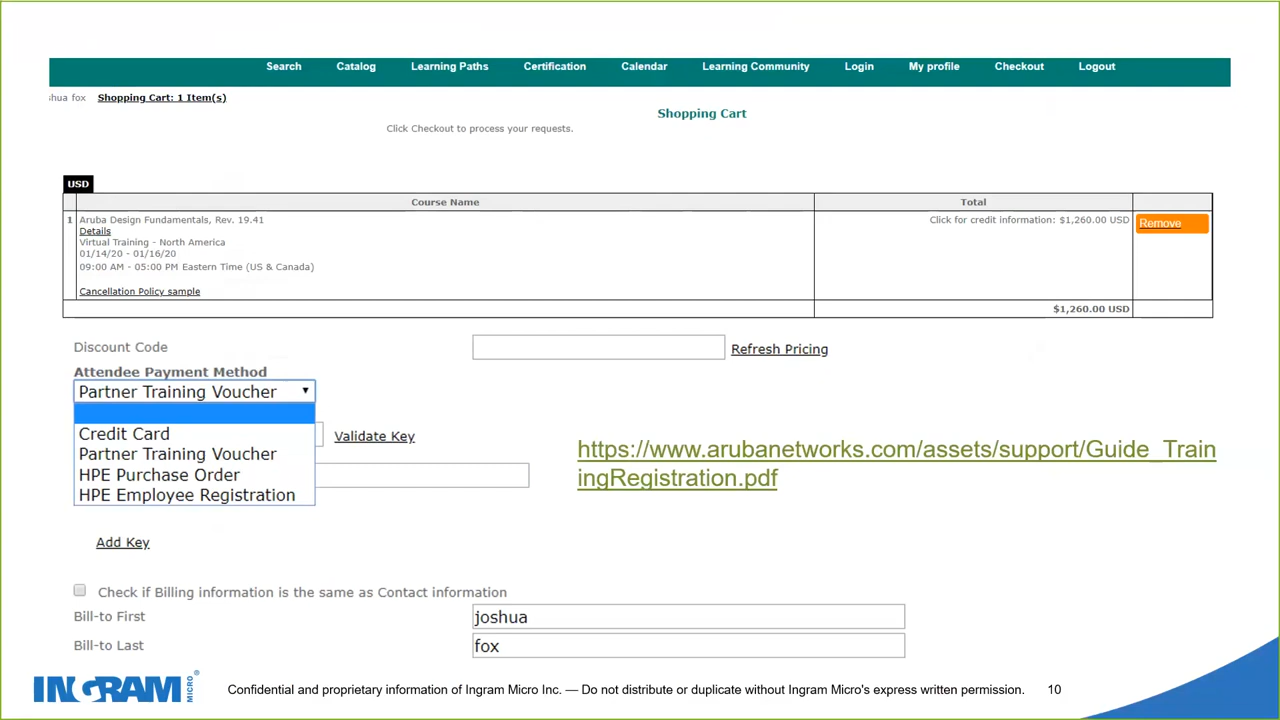 Search Catalog Learning Paths Certification Calendar Learning Community Login My profile Checkout Logout
hua fox Shopping Cart: 1 Item(s)
Shopping Cart
Click Checkout to process your requests.
USD
Course Name Total
1 Aruba Design Fundamentals, Rev. 19.41 Click for credit information: $1,260.00 USD Remove
Details
Virtual Training - North America
01/14/20 - 01/16/20
09:00 AM - 05:00 PM Eastern Time (US & Canada)
Cancellation Policy sample
$1,260.00 USD
Discount Code Refresh Pricing
Attendee Payment Method
Partner Training Voucher
Credit Card Validate Key
Partner Training Voucher
HPE Purchase Order
HPE Employee Registration
https://www.arubanetworks.com/assets/support/Guide_Train
ingRegistration.pdf
Add Key
Check if Billing information is the same as Contact information
Bill-to First joshua
Bill-to Last fox
INGRAM MICRO ® Confidential and proprietary information of Ingram Micro Inc. — Do not distribute or duplicate without Ingram Micro's express written permission. 10